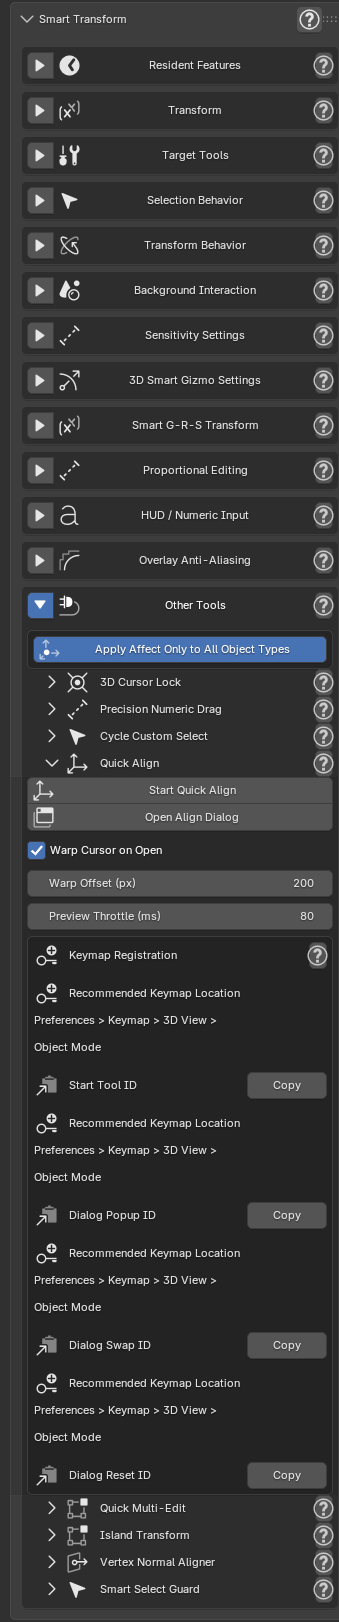 Smart Transform
Resident Features
Transform
Target Tools
Selection Behavior
Transform Behavior
Background Interaction
Sensitivity Settings
3D Smart Gizmo Settings
Smart G-R-S Transform
Proportional Editing
HUD / Numeric Input
Overlay Anti-Aliasing
Other Tools
Apply Affect Only to All Object Types
3D Cursor Lock
Precision Numeric Drag
Cycle Custom Select
Quick Align
Start Quick Align
Open Align Dialog
Warp Cursor on Open
Warp Offset (px) 200
Preview Throttle (ms) 80
Keymap Registration
Recommended Keymap Location
Preferences > Keymap > 3D View >
Object Mode
Start Tool ID Copy
Recommended Keymap Location
Preferences > Keymap > 3D View >
Object Mode
Dialog Popup ID Copy
Recommended Keymap Location
Preferences > Keymap > 3D View >
Object Mode
Dialog Swap ID Copy
Recommended Keymap Location
Preferences > Keymap > 3D View >
Object Mode
Dialog Reset ID Copy
Quick Multi-Edit
Island Transform
Vertex Normal Aligner
Smart Select Guard